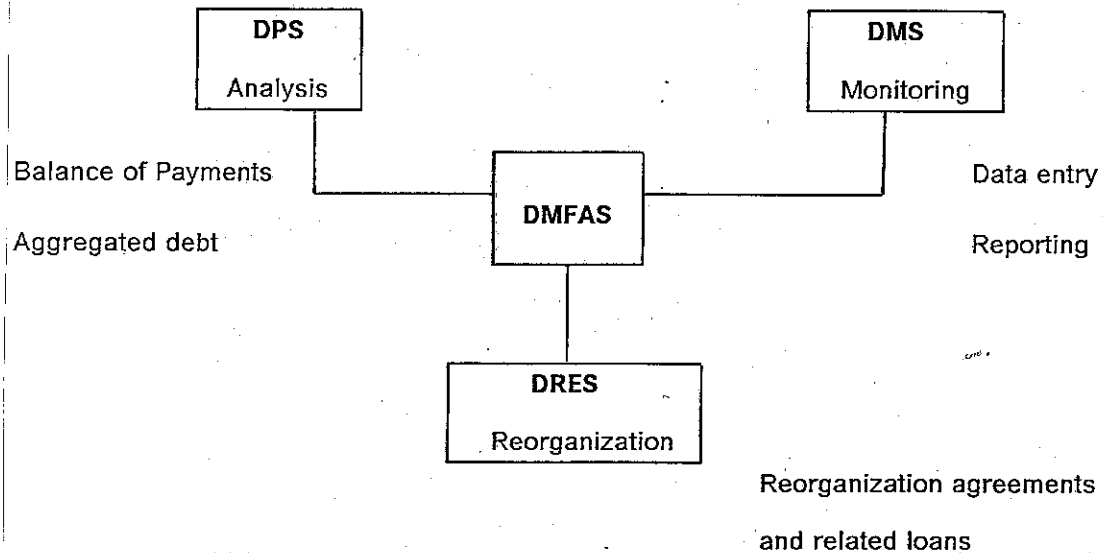 DPS
Analysis
DMS
Monitoring
Balance of Payments
Aggregated debt
DMFAS
Data entry
Reporting
DRES
Reorganization
Reorganization agreements
and related loans